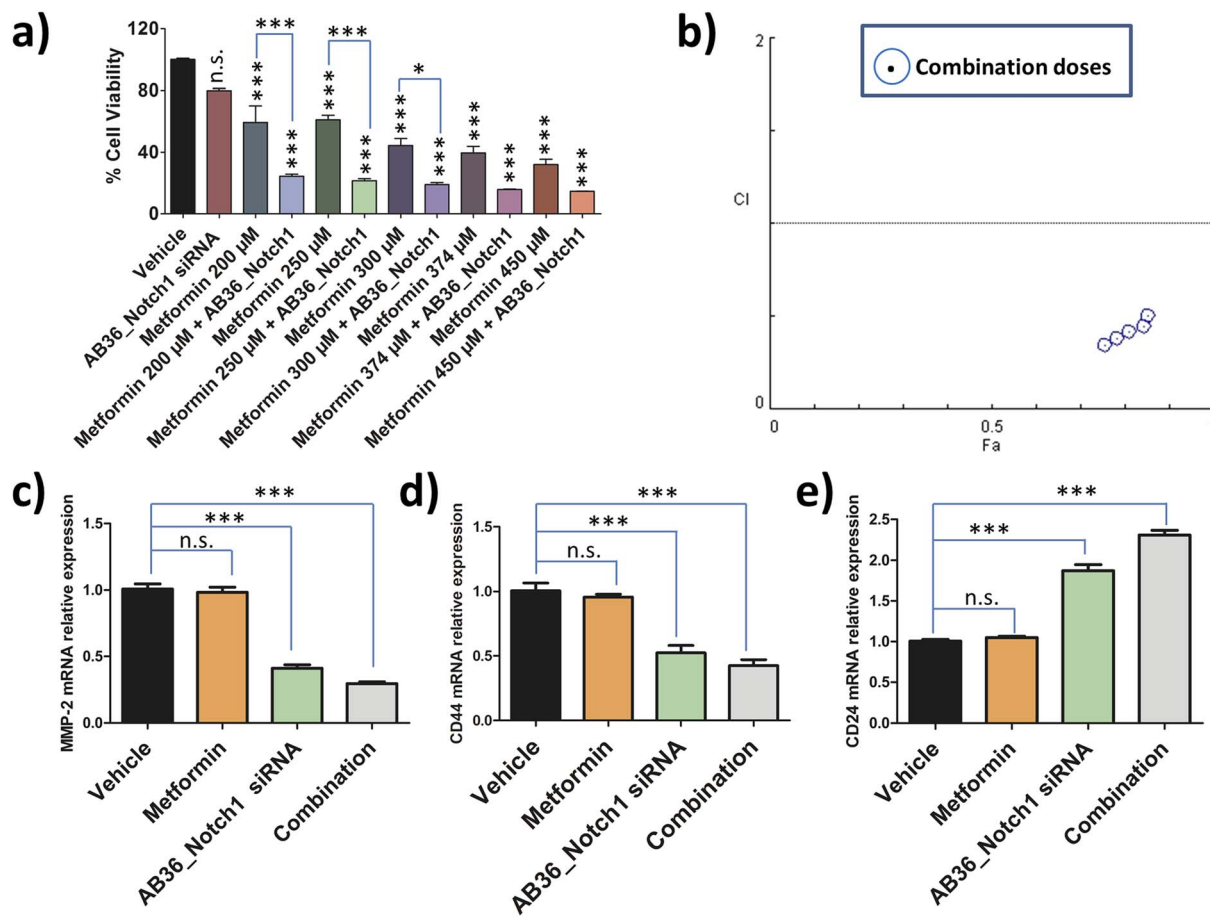 a)
% Cell Viability
120
80
40
0
n.s.
***
***
***
***
***
***
***
***
***
***
***
*
Vehicle
AB36_Notch1 siRNA
Metformin 200 µM
Metformin 200 µM + AB36_Notch1
Metformin 250 µM
Metformin 250 µM + AB36_Notch1
Metformin 300 µM
Metformin 300 µM + AB36_Notch1
Metformin 374 µM
Metformin 374 µM + AB36_Notch1
Metformin 450 µM
Metformin 450 µM + AB36_Notch1
b)
Combination doses
2
CI
0
0
0.5
Fa
c)
MMP-2 mRNA relative expression
1.5
1.0
0.5
0.0
***
***
n.s.
Vehicle
Metformin
AB36_Notch1 siRNA
Combination
d)
CD44 mRNA relative expression
1.5
1.0
0.5
0.0
***
***
n.s.
Vehicle
Metformin
AB36_Notch1 siRNA
Combination
e)
CD24 mRNA relative expression
2.5
2.0
1.5
1.0
0.5
0.0
***
***
n.s.
Vehicle
Metformin
AB36_Notch1 siRNA
Combination